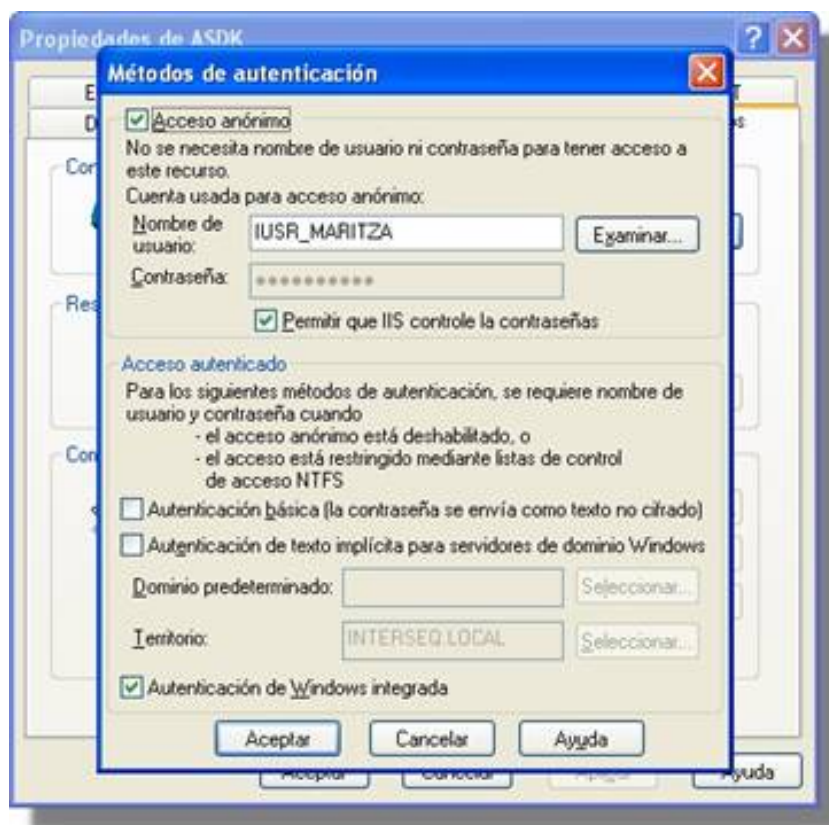 Propiedades de ASDK
Métodos de autenticación
Acceso anónimo
No se necesita nombre de usuario ni contraseña para tener acceso a
este recurso.
Cuenta usada para acceso anónimo:
Nombre de
usuario:
IUSR_MARITZA
Examinar...
Contraseña:
Permitir que IIS controle la contraseñas
Acceso autenticado
Para los siguientes métodos de autenticación, se requiere nombre de
usuario y contraseña cuando
- el acceso anónimo está deshabilitado, o
- el acceso está restringido mediante listas de control
de acceso NTFS
Autenticación básica (la contraseña se envía como texto no cifrado)
Autenticación de texto implícita para servidores de dominio Windows
Dominio predeterminado:
Seleccionar...
Territorio:
INTERSEQ.LOCAL
Seleccionar...
Autenticación de Windows integrada
Aceptar
Cancelar
Ayuda
Aceptar
Cancelar
Ayuda